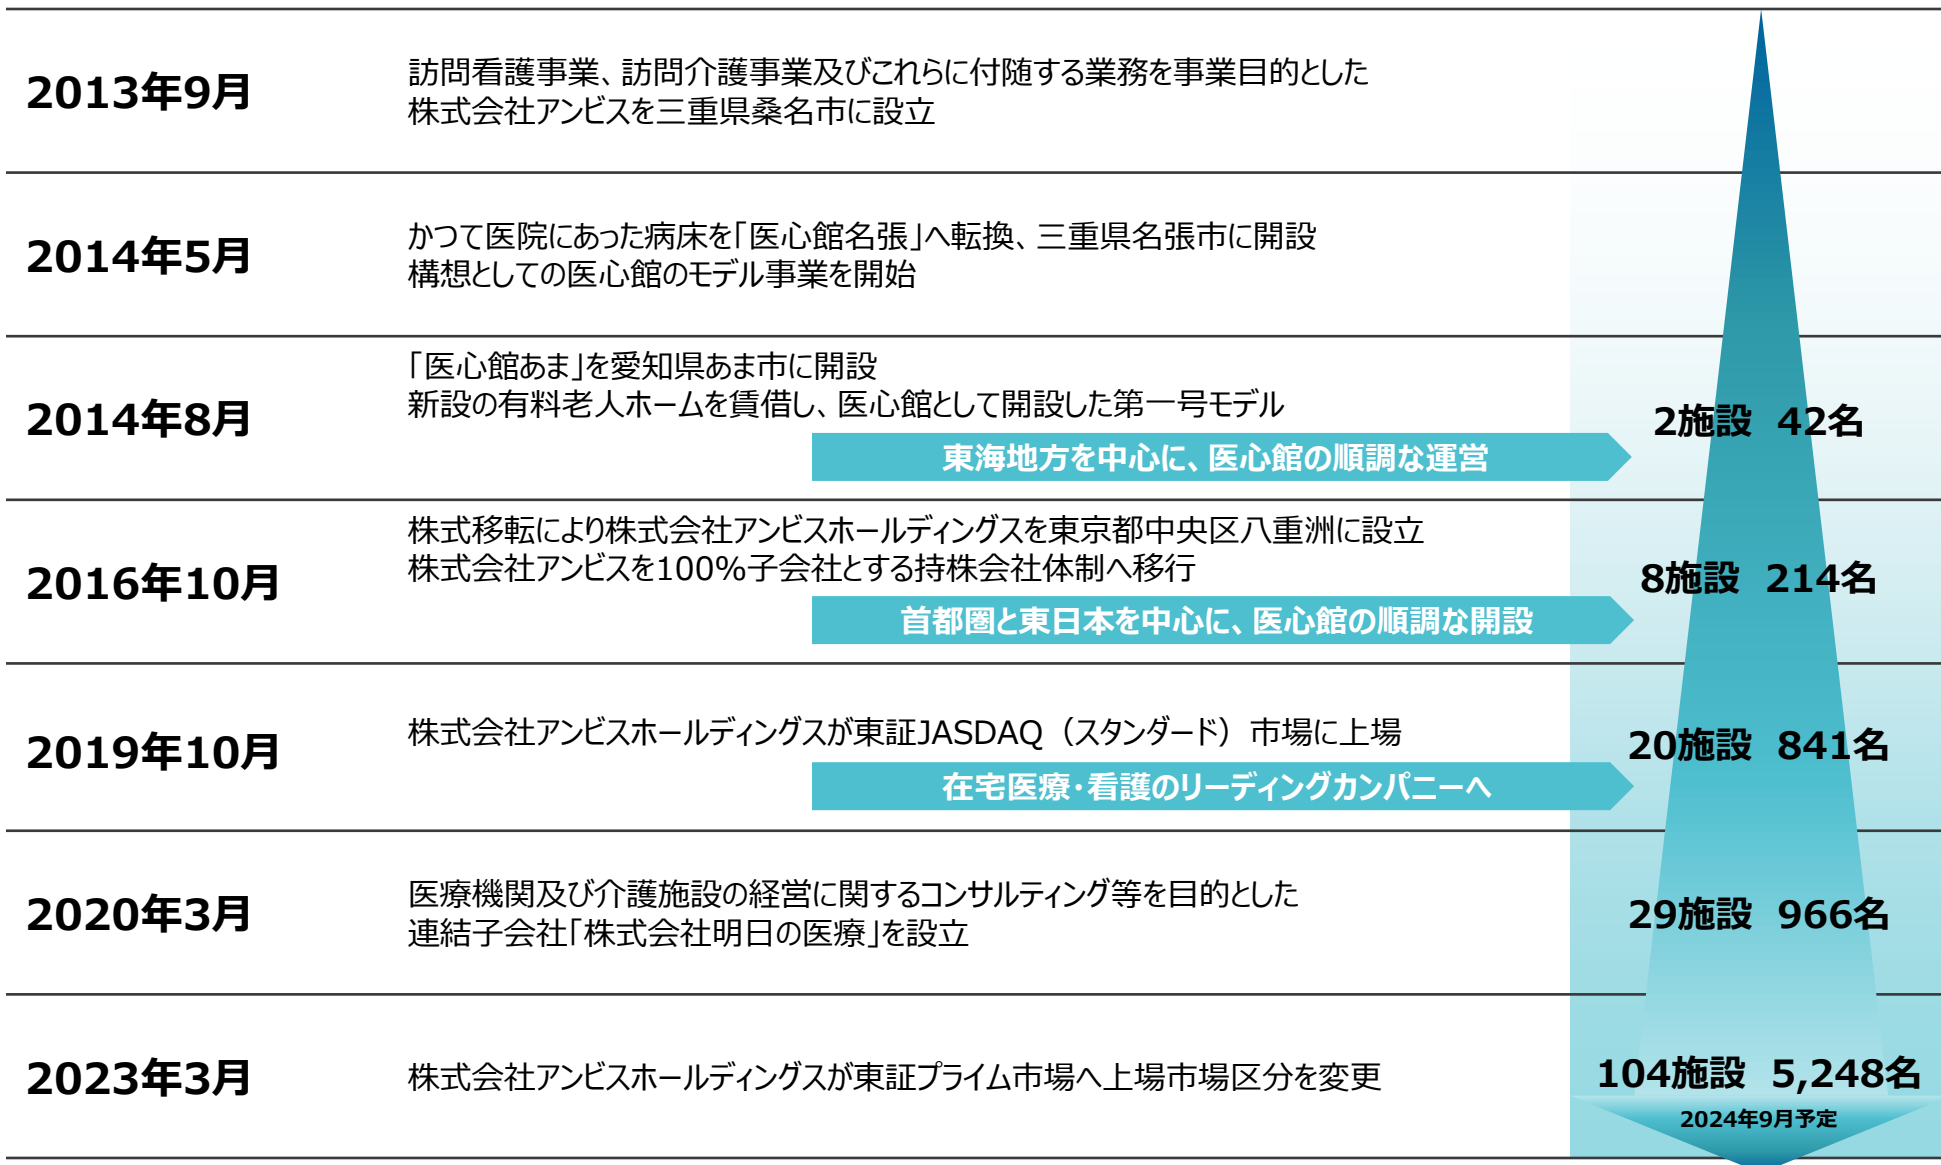 2013年9月
訪問看護事業、訪問介護事業及びこれらに付随する業務を事業目的とした
株式会社アンビスを三重県桑名市に設立
2014年5月
かつて医院にあった病床を「医心館名張」へ転換、三重県名張市に開設
構想としての医心館のモデル事業を開始
2014年8月
「医心館あま」を愛知県あま市に開設
新設の有料老人ホームを賃借し、医心館として開設した第一号モデル
東海地方を中心に、医心館の順調な運営
2施設 42名
2016年10月
株式移転により株式会社アンビスホールディングスを東京都中央区八重洲に設立
株式会社アンビスを100%子会社とする持株会社体制へ移行
首都圏と東日本を中心に、医心館の順調な開設
8施設 214名
2019年10月
株式会社アンビスホールディングスが東証JASDAQ（スタンダード）市場に上場
在宅医療・看護のリーディングカンパニーへ
20施設 841名
2020年3月
医療機関及び介護施設の経営に関するコンサルティング等を目的とした
連結子会社「株式会社明日の医療」を設立
29施設 966名
2023年3月
株式会社アンビスホールディングスが東証プライム市場へ上場市場区分を変更
104施設 5,248名
2024年9月予定